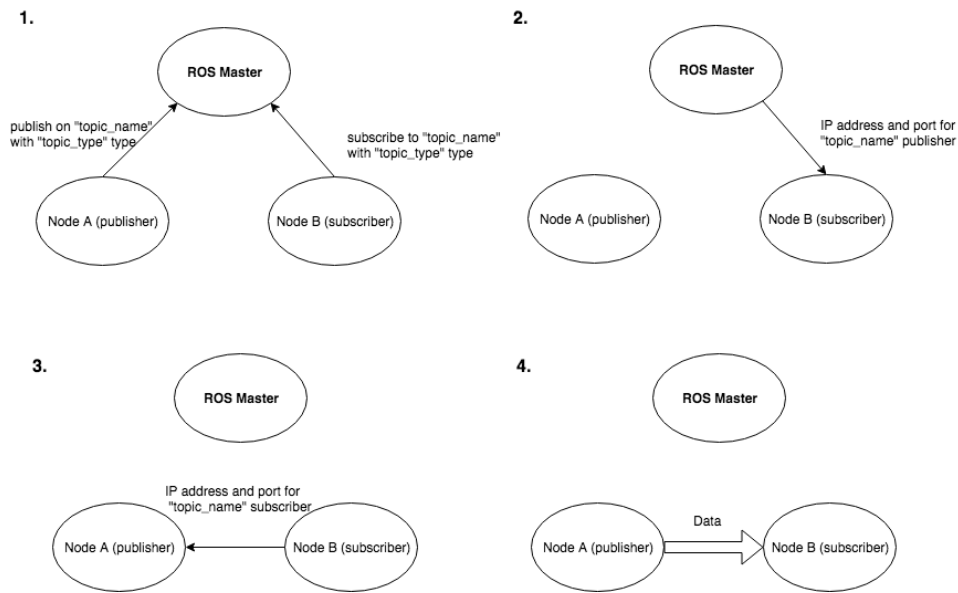 1.
ROS Master
publish on "topic_name"
with "topic_type" type
subscribe to "topic_name"
with "topic_type" type
Node A (publisher)
Node B (subscriber)
2.
ROS Master
IP address and port for
"topic_name" publisher
Node A (publisher)
Node B (subscriber)
3.
ROS Master
IP address and port for
"topic_name" subscriber
Node A (publisher)
Node B (subscriber)
4.
ROS Master
Data
Node A (publisher)
Node B (subscriber)